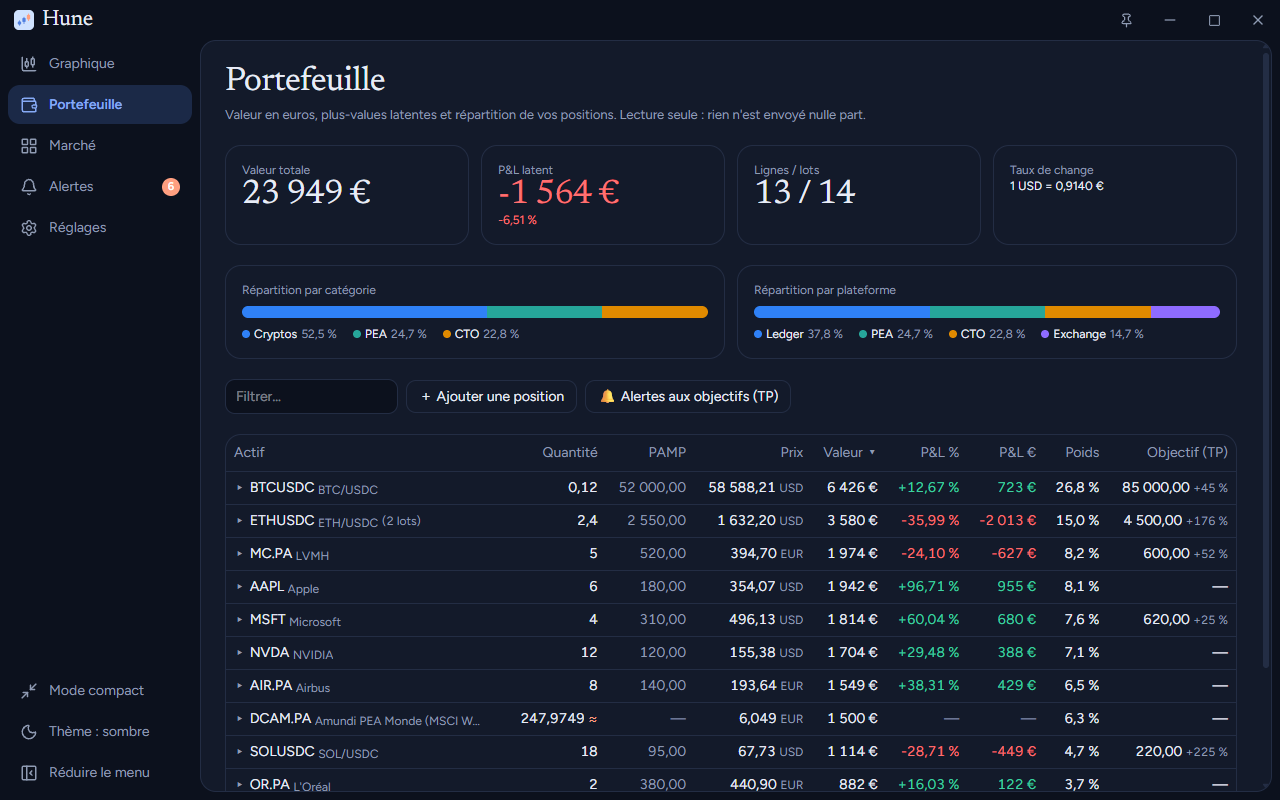 Hune
Graphique
Portefeuille
Marché
Alertes 6
Réglages
Mode compact
Thème : sombre
Réduire le menu
Portefeuille
Valeur en euros, plus-values latentes et répartition de vos positions. Lecture seule : rien n'est envoyé nulle part.
Valeur totale
23 949 €
P&L latent
-1 564 €
-6,51 %
Lignes / lots
13 / 14
Taux de change
1 USD = 0,9140 €
Répartition par catégorie
Cryptos 52,5 % PEA 24,7 % CTO 22,8 %
Répartition par plateforme
Ledger 37,8 % PEA 24,7 % CTO 22,8 % Exchange 14,7 %
Filtrer... + Ajouter une position 🔔 Alertes aux objectifs (TP)
Actif Quantité PAMP Prix Valeur ▼ P&L % P&L € Poids Objectif (TP)
▸ BTCUSDC BTC/USDC 0,12 52 000,00 58 588,21 USD 6 426 € +12,67 % 723 € 26,8 % 85 000,00 +45 %
▸ ETHUSDC ETH/USDC (2 lots) 2,4 2 550,00 1 632,20 USD 3 580 € -35,99 % -2 013 € 15,0 % 4 500,00 +176 %
▸ MC.PA LVMH 5 520,00 394,70 EUR 1 974 € -24,10 % -627 € 8,2 % 600,00 +52 %
▸ AAPL Apple 6 180,00 354,07 USD 1 942 € +96,71 % 955 € 8,1 % —
▸ MSFT Microsoft 4 310,00 496,13 USD 1 814 € +60,04 % 680 € 7,6 % 620,00 +25 %
▸ NVDA NVIDIA 12 120,00 155,38 USD 1 704 € +29,48 % 388 € 7,1 % —
▸ AIR.PA Airbus 8 140,00 193,64 EUR 1 549 € +38,31 % 429 € 6,5 % —
▸ DCAM.PA Amundi PEA Monde (MSCI W... 247,9749 ≈ — 6,049 EUR 1 500 € — — 6,3 % —
▸ SOLUSDC SOL/USDC 18 95,00 67,73 USD 1 114 € -28,71 % -449 € 4,7 % 220,00 +225 %
▸ OR.PA L'Oréal 2 380,00 440,90 EUR 882 € +16,03 % 122 € 3,7 % —